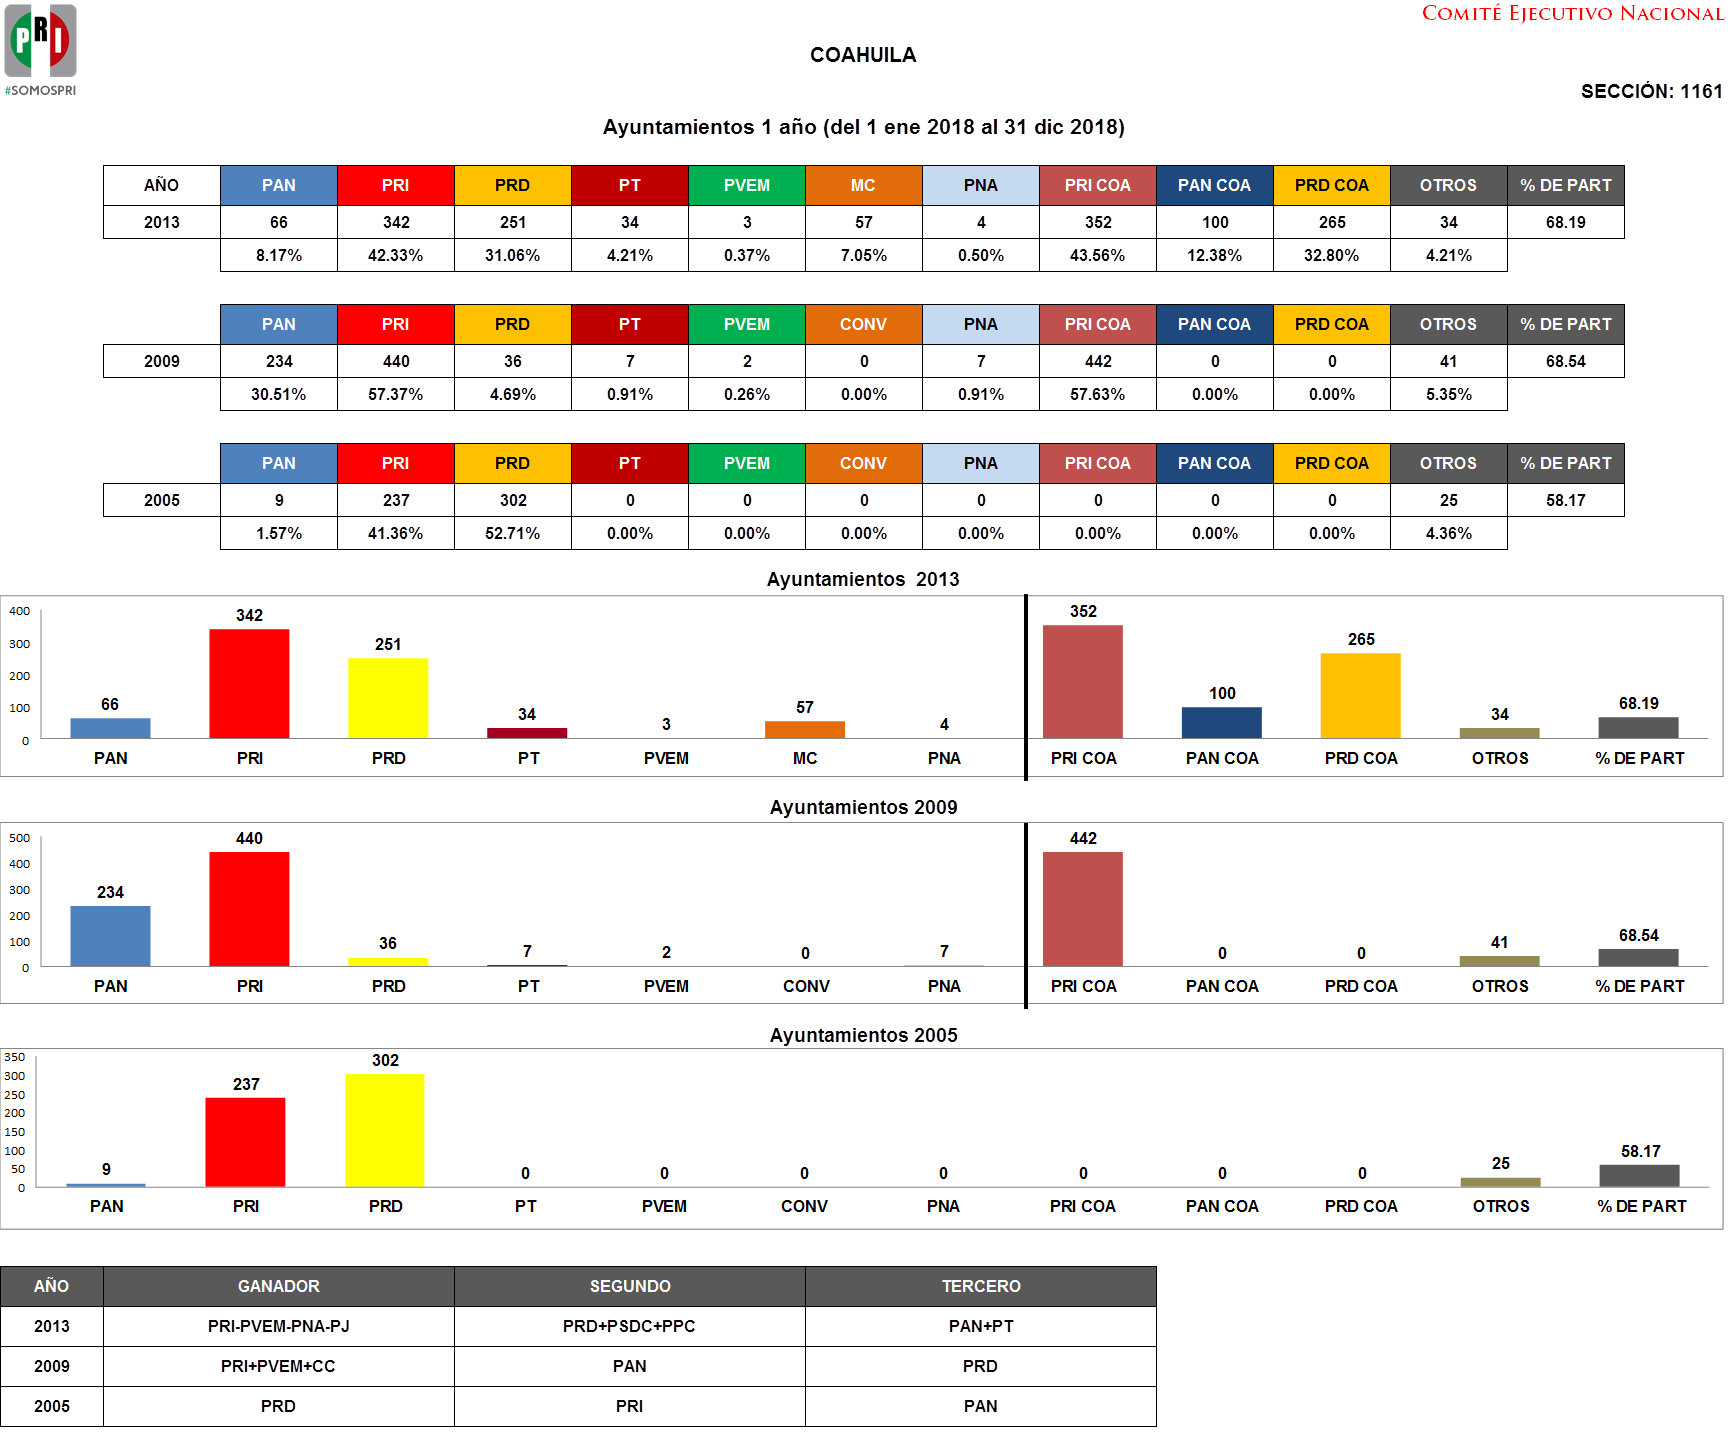 COMITÉ EJECUTIVO NACIONAL
PRI
#SOMOSPRI
COAHUILA
SECCIÓN: 1161
Ayuntamientos 1 año (del 1 ene 2018 al 31 dic 2018)
AÑO PAN PRI PRD PT PVEM MC PNA PRI COA PAN COA PRD COA OTROS % DE PART
2013 66 342 251 34 3 57 4 352 100 265 34 68.19
8.17% 42.33% 31.06% 4.21% 0.37% 7.05% 0.50% 43.56% 12.38% 32.80% 4.21%
PAN PRI PRD PT PVEM CONV PNA PRI COA PAN COA PRD COA OTROS % DE PART
2009 234 440 36 7 2 0 7 442 0 0 41 68.54
30.51% 57.37% 4.69% 0.91% 0.26% 0.00% 0.91% 57.63% 0.00% 0.00% 5.35%
PAN PRI PRD PT PVEM CONV PNA PRI COA PAN COA PRD COA OTROS % DE PART
2005 9 237 302 0 0 0 0 0 0 0 25 58.17
1.57% 41.36% 52.71% 0.00% 0.00% 0.00% 0.00% 0.00% 0.00% 0.00% 4.36%
Ayuntamientos 2013
400
300
200
100
0
66 342 251 34 3 57 4 352 100 265 34 68.19
PAN PRI PRD PT PVEM MC PNA PRI COA PAN COA PRD COA OTROS % DE PART
Ayuntamientos 2009
500
400
300
200
100
0
234 440 36 7 2 0 7 442 0 0 41 68.54
PAN PRI PRD PT PVEM CONV PNA PRI COA PAN COA PRD COA OTROS % DE PART
Ayuntamientos 2005
350
300
250
200
150
100
50
0
9 237 302 0 0 0 0 0 0 0 25 58.17
PAN PRI PRD PT PVEM CONV PNA PRI COA PAN COA PRD COA OTROS % DE PART
AÑO GANADOR SEGUNDO TERCERO
2013 PRI-PVEM-PNA-PJ PRD+PSDC+PPC PAN+PT
2009 PRI+PVEM+CC PAN PRD
2005 PRD PRI PAN